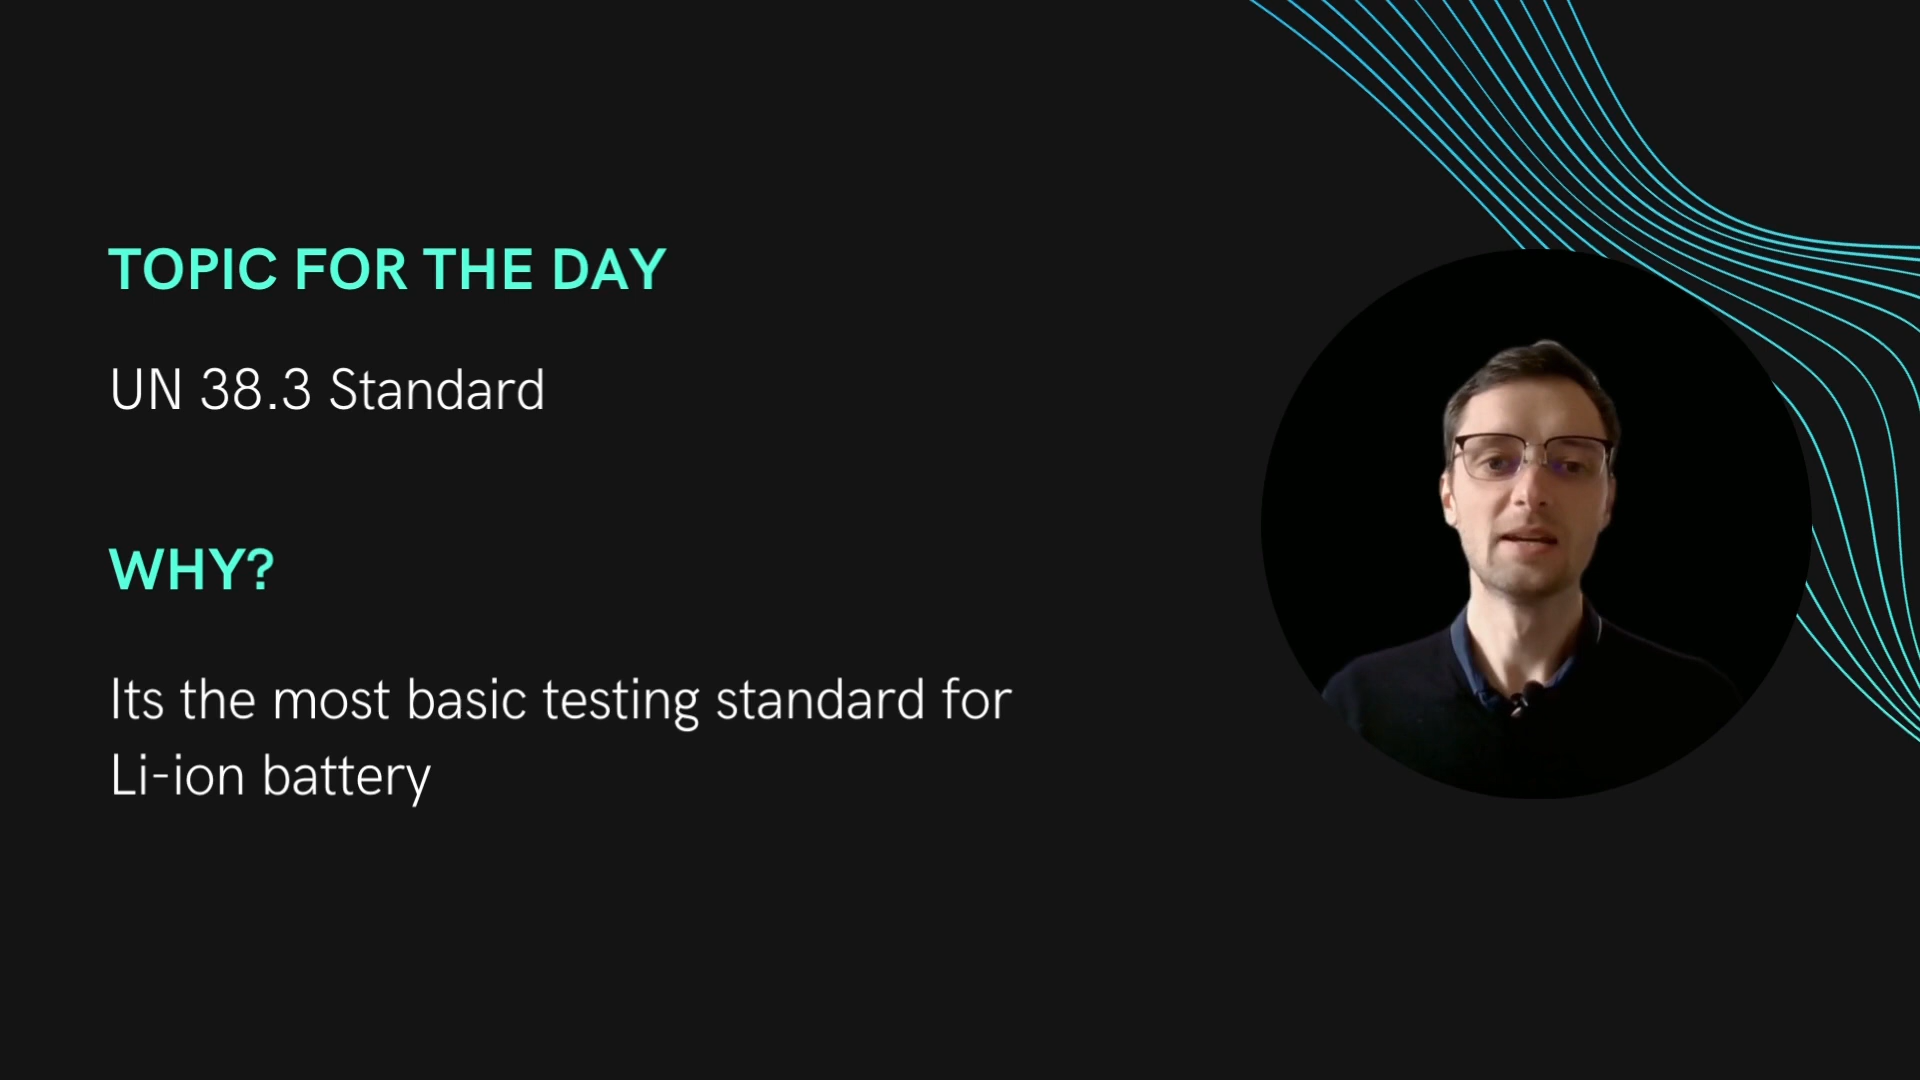 TOPIC FOR THE DAY
UN 38.3 Standard
WHY?
Its the most basic testing standard for
Li-ion battery